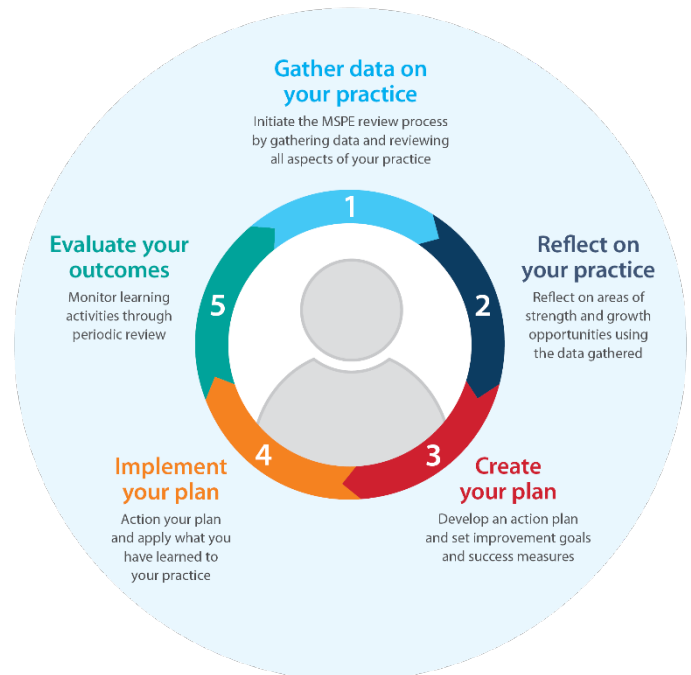 Gather data on
your practice
Initiate the MSPE review process
by gathering data and reviewing
all aspects of your practice
1
Reflect on
your practice
Reflect on areas of
strength and growth
opportunities using
the data gathered
2
Create
your plan
Develop an action plan
and set improvement goals
and success measures
3
Implement
your plan
Action your plan
and apply what you
have learned to
your practice
4
Evaluate your
outcomes
Monitor learning
activities through
periodic review
5